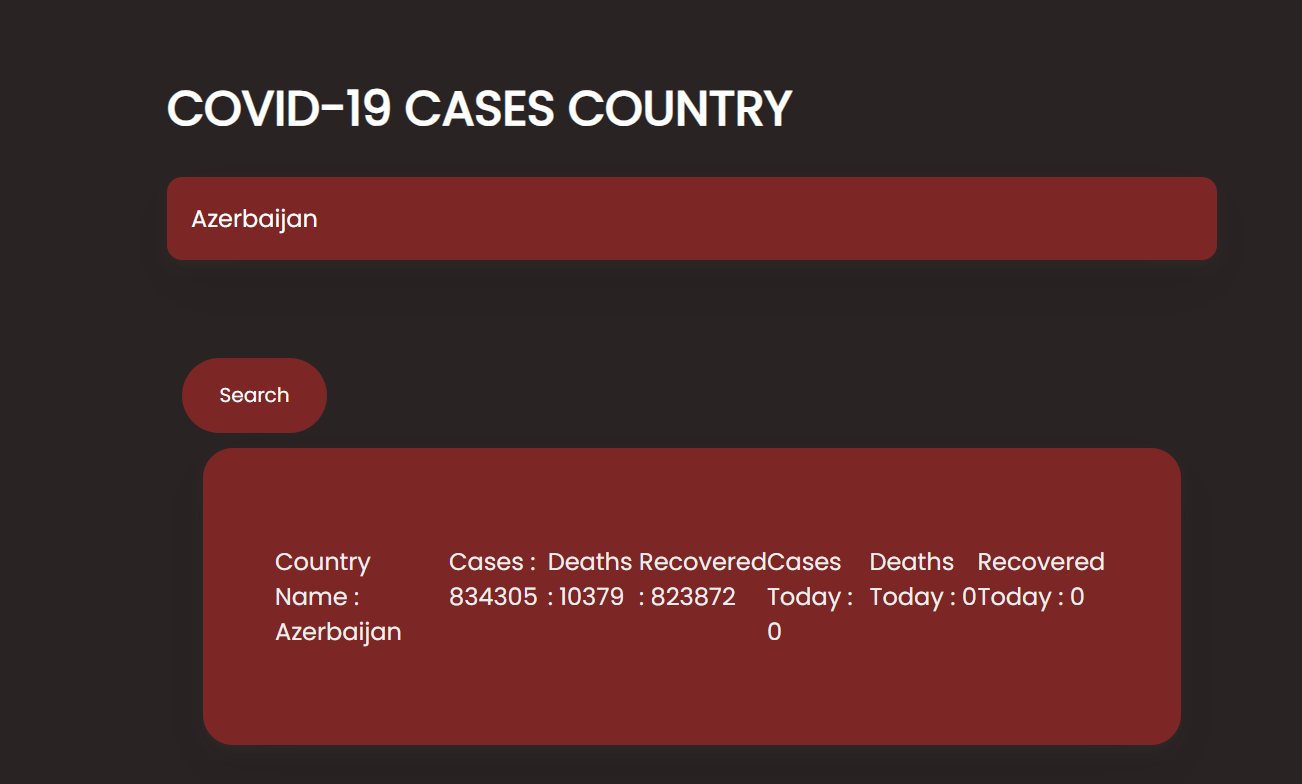 COVID-19 CASES COUNTRY
Azerbaijan
Search
Country
Name :
Azerbaijan
Cases :
834305
Deaths
: 10379
Recovered
: 823872
Cases
Today :
0
Deaths
Today : 0
Recovered
Today : 0